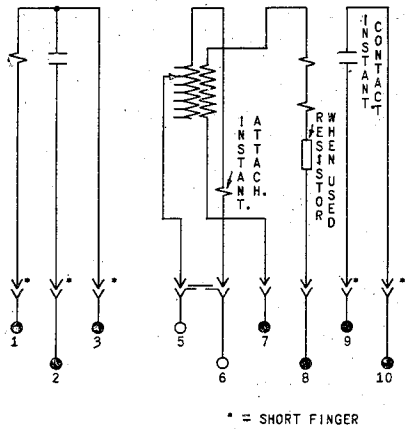 INSTANT.
CONTACT
INSTANT.
ATTACH.
RESISTOR
WHEN USED
* * * * *
1 3 5 7 9
2 6 8 10
* = SHORT FINGER